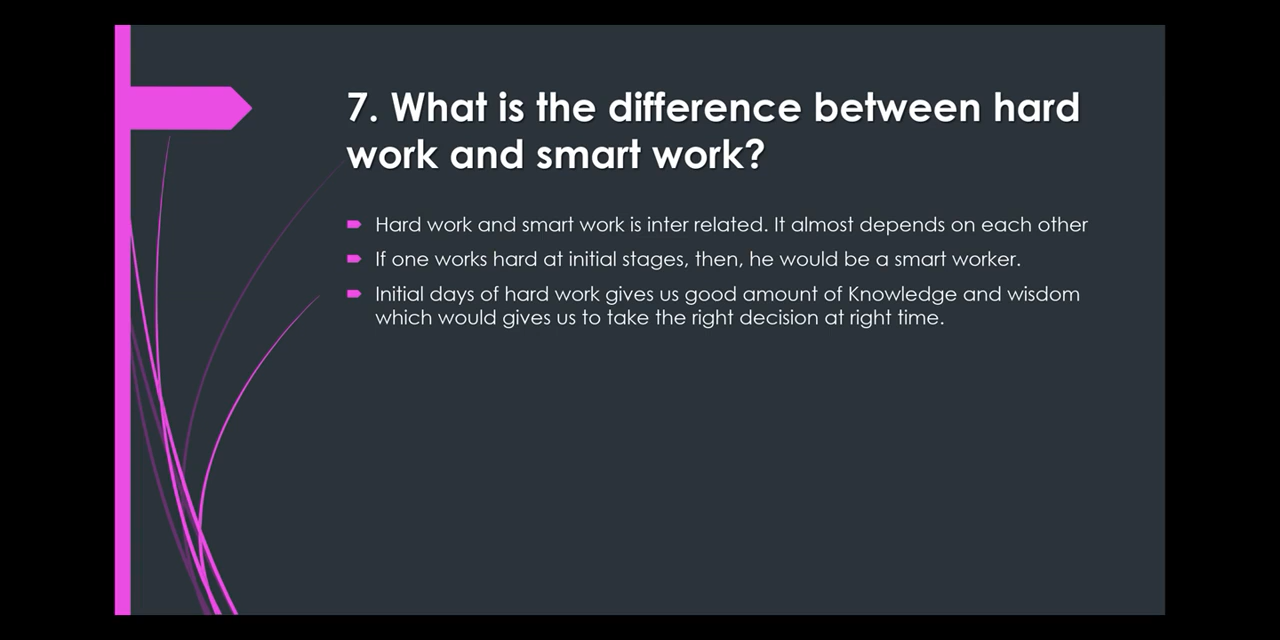 7. What is the difference between hard
work and smart work?
Hard work and smart work is inter related. It almost depends on each other
If one works hard at initial stages, then, he would be a smart worker.
Initial days of hard work gives us good amount of Knowledge and wisdom
which would gives us to take the right decision at right time.